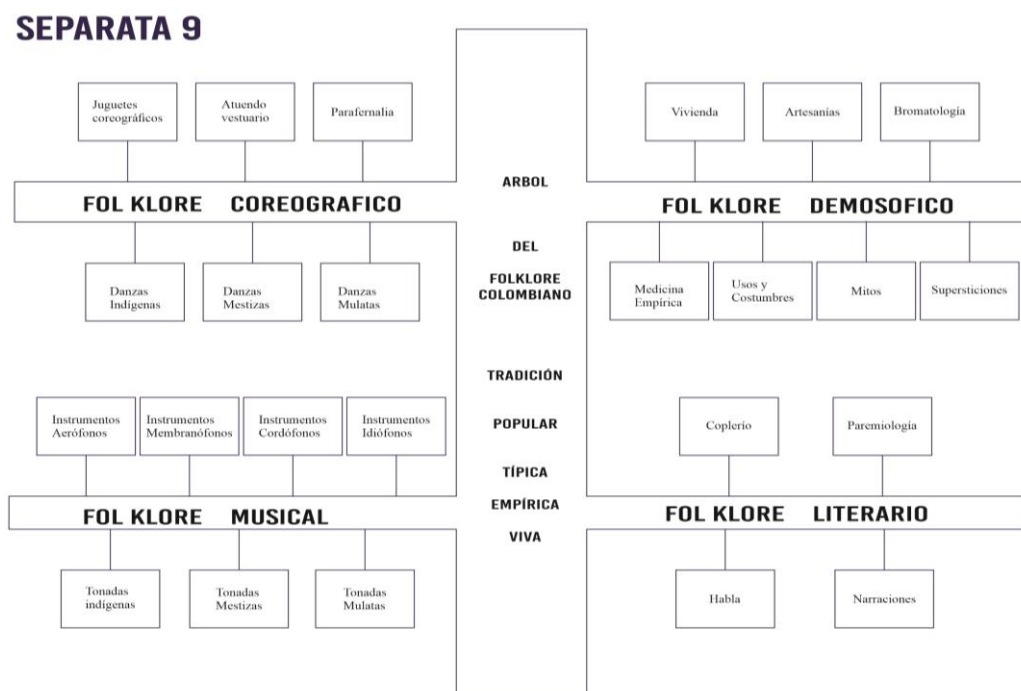 SEPARATA 9
Juguetes
coreográficos
Atuendo
vestuario
Parafernalia
FOL KLORE COREOGRAFICO
Danzas
Indígenas
Danzas
Mestizas
Danzas
Mulatas
Instrumentos
Aerófonos
Instrumentos
Membranófonos
Instrumentos
Cordófonos
Instrumentos
Idiófonos
FOL KLORE MUSICAL
Tonadas
indígenas
Tonadas
Mestizas
Tonadas
Mulatas
ARBOL
DEL
FOLKLORE
COLOMBIANO
TRADICIÓN
POPULAR
TÍPICA
EMPÍRICA
VIVA
Vivienda
Artesanías
Bromatología
FOL KLORE DEMOSOFICO
Medicina
Empírica
Usos y
Costumbres
Mitos
Supersticiones
Coplerío
Paremiología
FOL KLORE LITERARIO
Habla
Narraciones